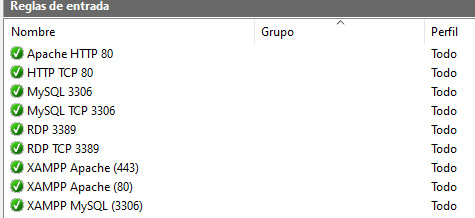 Reglas de entrada
Nombre Grupo Perfil
Apache HTTP 80 Todo
HTTP TCP 80 Todo
MySQL 3306 Todo
MySQL TCP 3306 Todo
RDP 3389 Todo
RDP TCP 3389 Todo
XAMPP Apache (443) Todo
XAMPP Apache (80) Todo
XAMPP MySQL (3306) Todo